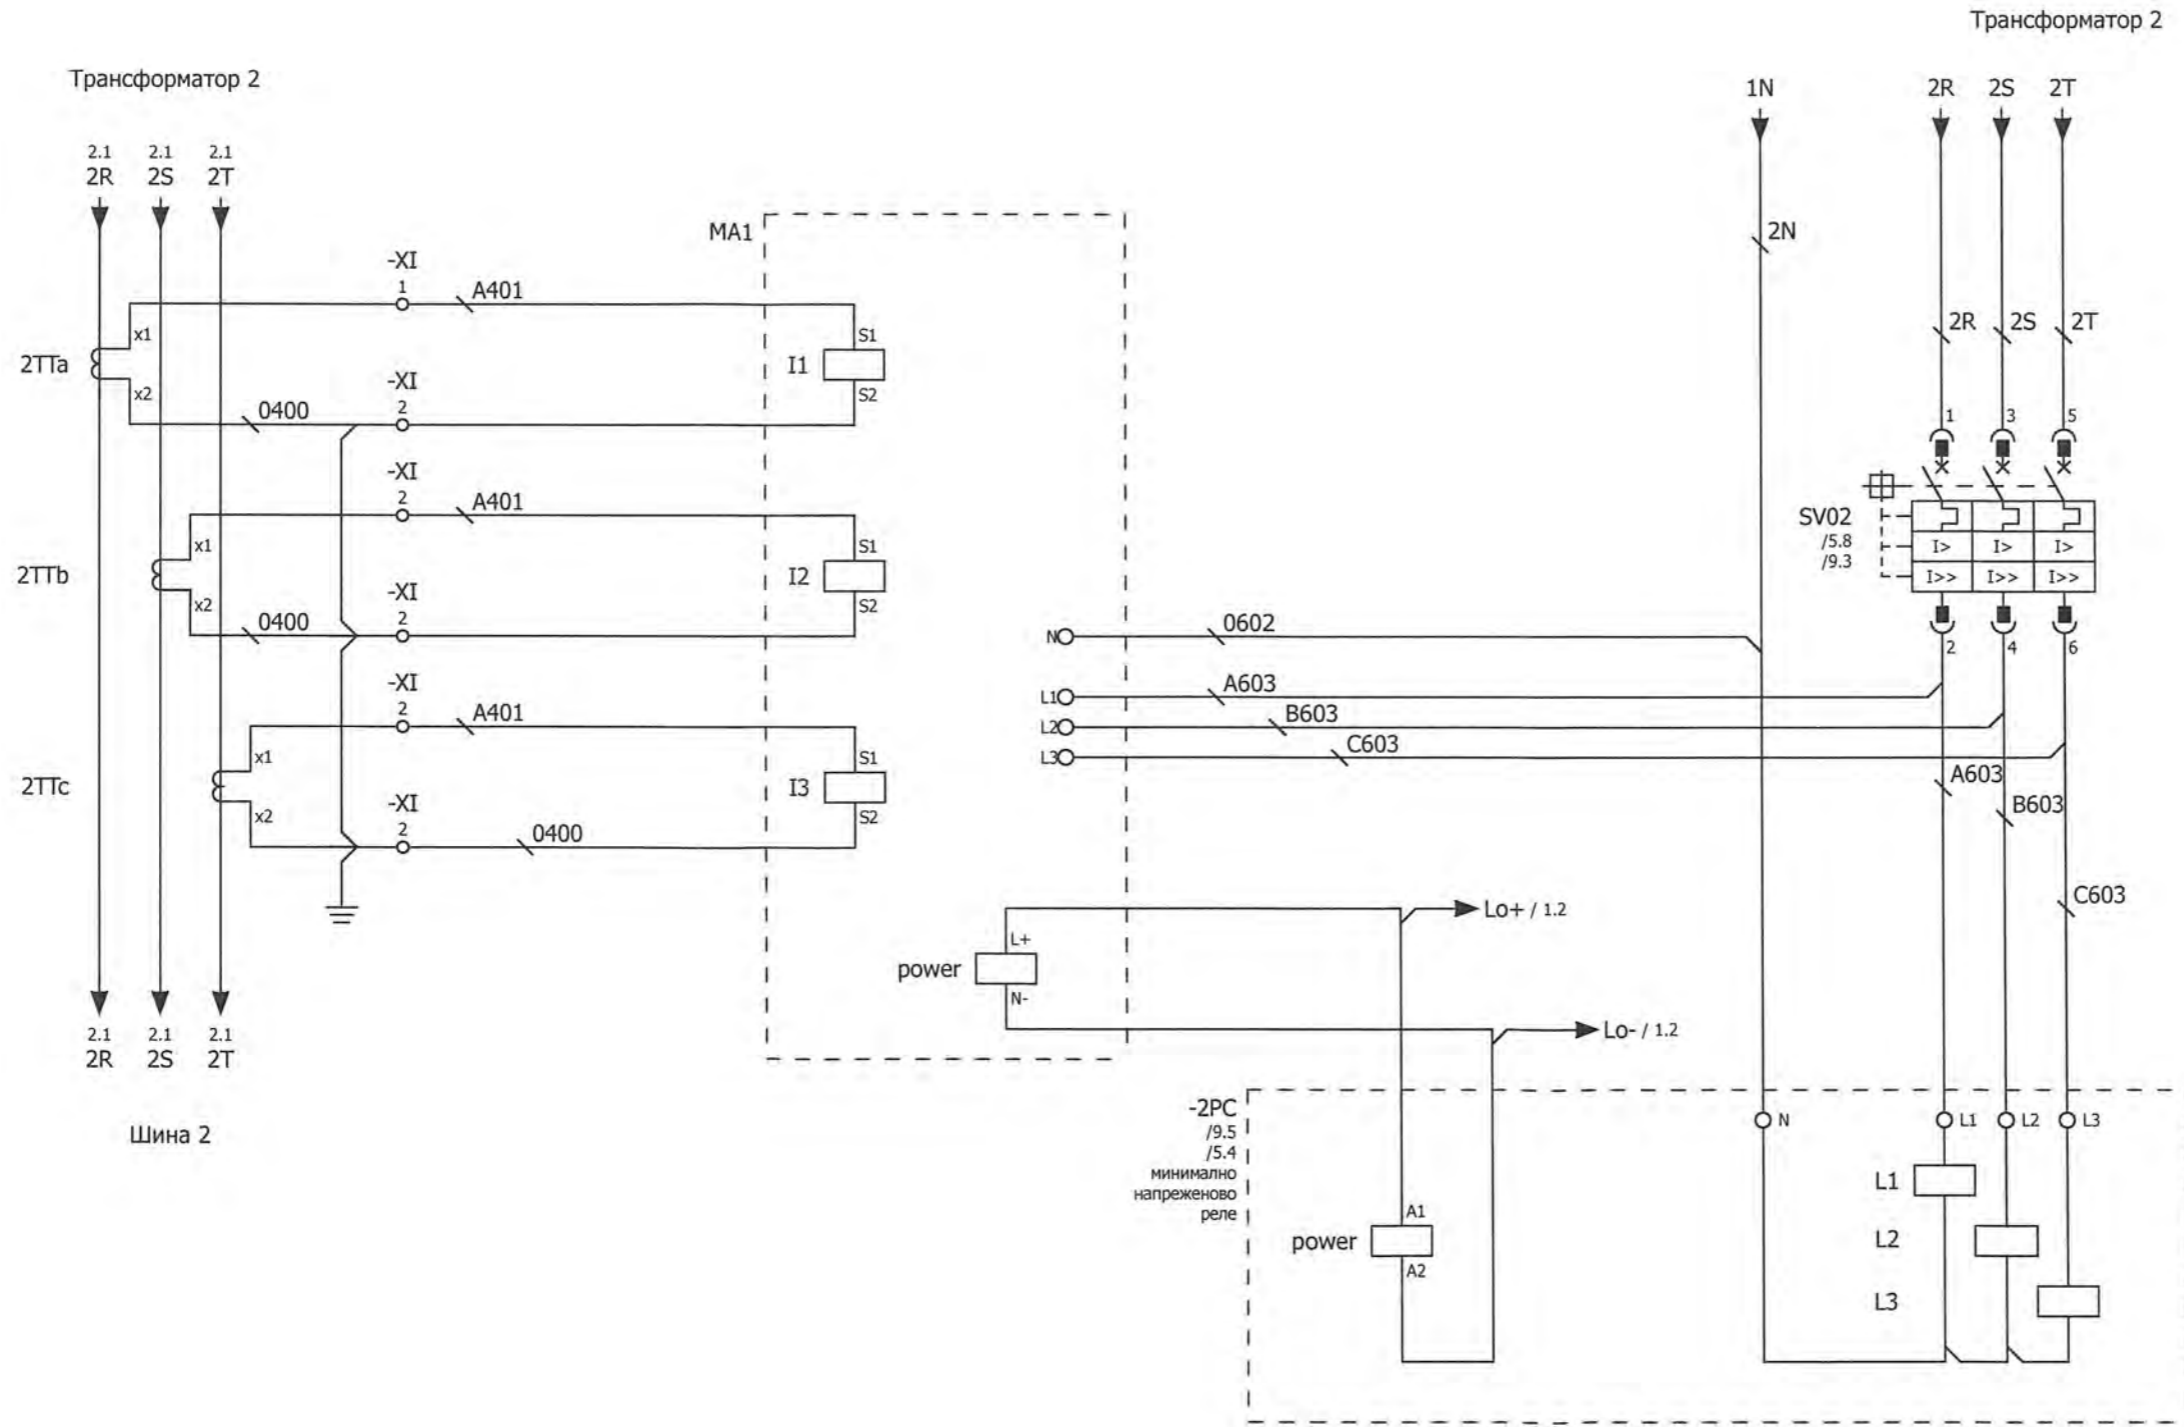 Трансформатор 2
Трансформатор 2
1N 2R 2S 2T
2.1 2.1 2.1
2R 2S 2T
MA1
2N
-XI
1
A401
x1
S1
2TTa
I1
x2
S2
-XI
2
0400
2R 2S 2T
1 3 5
-XI
2
A401
x1
S1
2TTb
I2
x2
S2
-XI
2
0400
SV02
/5.8
/9.3
I> I> I>
I>> I>> I>>
2 4 6
N
0602
L1
A603
L2
B603
L3
C603
-XI
2
A401
x1
S1
2TTc
I3
x2
S2
-XI
2
0400
A603
B603
C603
Lo+ / 1.2
L+
power
N-
Lo- / 1.2
2.1 2.1 2.1
2R 2S 2T
Шина 2
-2PC
/9.5
/5.4
минимално
напреженово
реле
N L1 L2 L3
L1
A1
power
A2
L2
L3